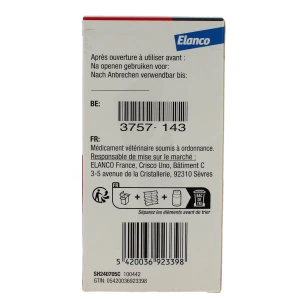 Elanco
Après ouverture à utiliser avant :
Na openen gebruiken voor:
Nach Anbrechen verwendbar bis:
BE:
3757- 143
FR:
Médicament vétérinaire soumis à ordonnance.
Responsable de mise sur le marché :
ELANCO France, Crisco Uno, Bâtiment C
3-5 avenue de la Cristallerie, 92310 Sèvres
FR
Séparez les éléments avant de trier
5 420036 923398
SH240705C 100442
GTIN: 05420036923398